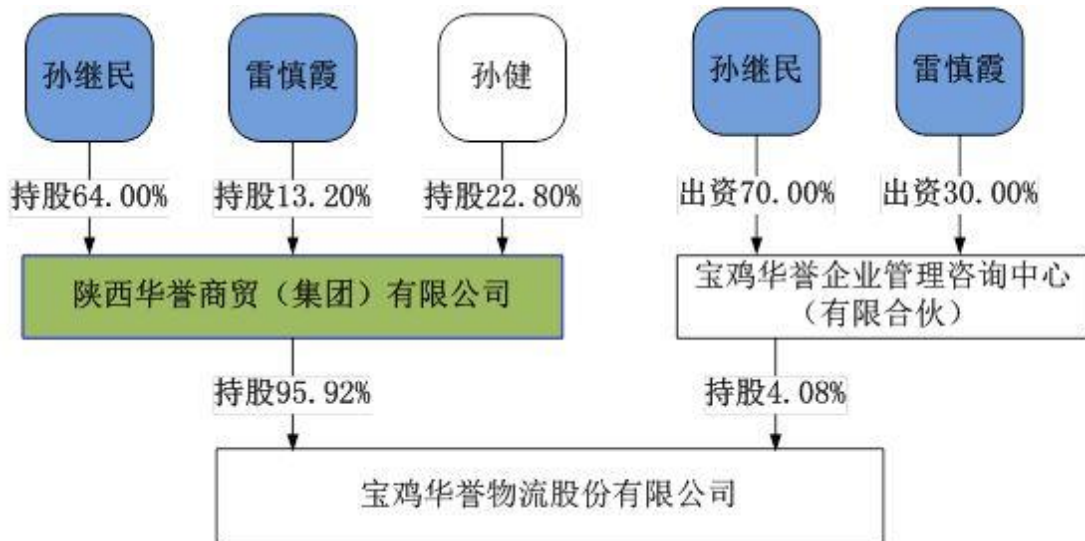 孙继民
雷慎霞
孙健
孙继民
雷慎霞
持股64.00%
持股13.20%
持股22.80%
出资70.00%
出资30.00%
陕西华誉商贸（集团）有限公司
宝鸡华誉企业管理咨询中心
（有限合伙）
持股95.92%
持股4.08%
宝鸡华誉物流股份有限公司